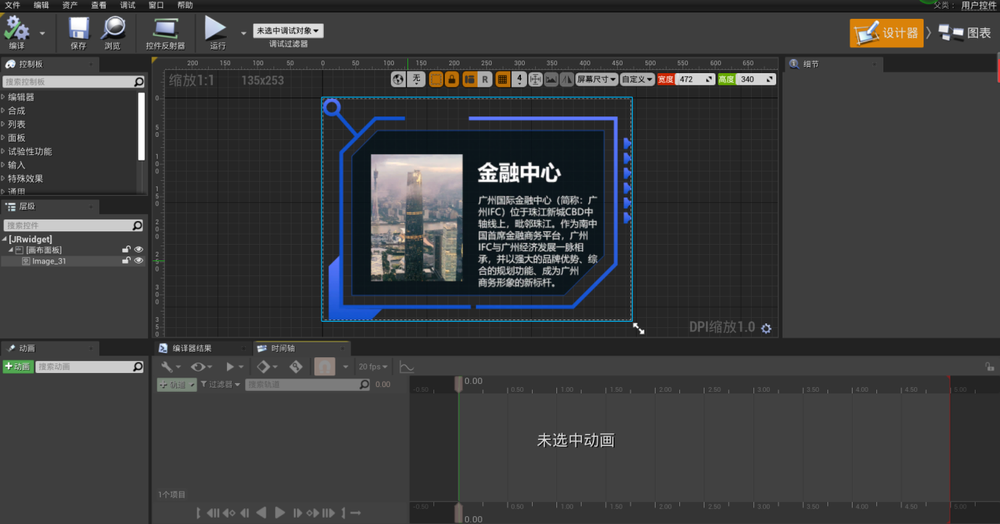 文件 编辑 资产 查看 调试 窗口 帮助
父类： 用户控件
编译 保存 浏览 控件反射器 运行
未选中调试对象
调试过滤器
设计器 图表
控制板
搜索控制板
编辑器
合成
列表
面板
试验性功能
输入
特殊效果
通用
层级
搜索控件
[JRwidget]
[画布面板]
Image_31
200 150 100 50 0 50 100 150 200 250 300 350 400 450 500 550 600 650
缩放1:1 135x253
无 R 4 屏幕尺寸 自定义 宽度 472 高度 340
0
50
100
150
200
250
300
350
金融中心
广州国际金融中心（简称：广
州IFC）位于珠江新城CBD中
轴线上，毗邻珠江。作为南中
国首席金融商务平台，广州
IFC与广州经济发展一脉相
承，并以强大的品牌优势、综
合的规划功能、成为广州
商务形象的新标杆。
DPI缩放1.0
细节
动画
动画 搜索动画
编译器结果 时间轴
20 fps
轨道 过滤器 搜索轨道 0.00
-0.50 0.00 0.50 1.00 1.50 2.00 2.50 3.00 3.50 4.00 4.50 5.00
未选中动画
1个项目
-0.50 0.00 0.50 1.00 1.50 2.00 2.50 3.00 3.50 4.00 4.50 5.00